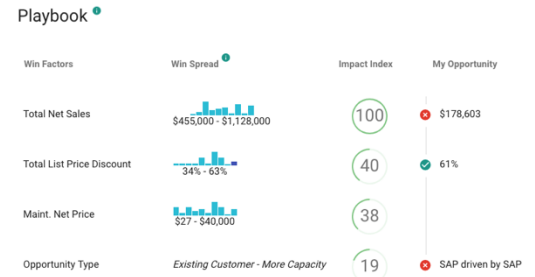 Playbook
Win Factors Win Spread Impact Index My Opportunity
Total Net Sales $455,000 - $1,128,000 100 $178,603
Total List Price Discount 34% - 63% 40 61%
Maint. Net Price $27 - $40,000 38
Opportunity Type Existing Customer - More Capacity 19 SAP driven by SAP